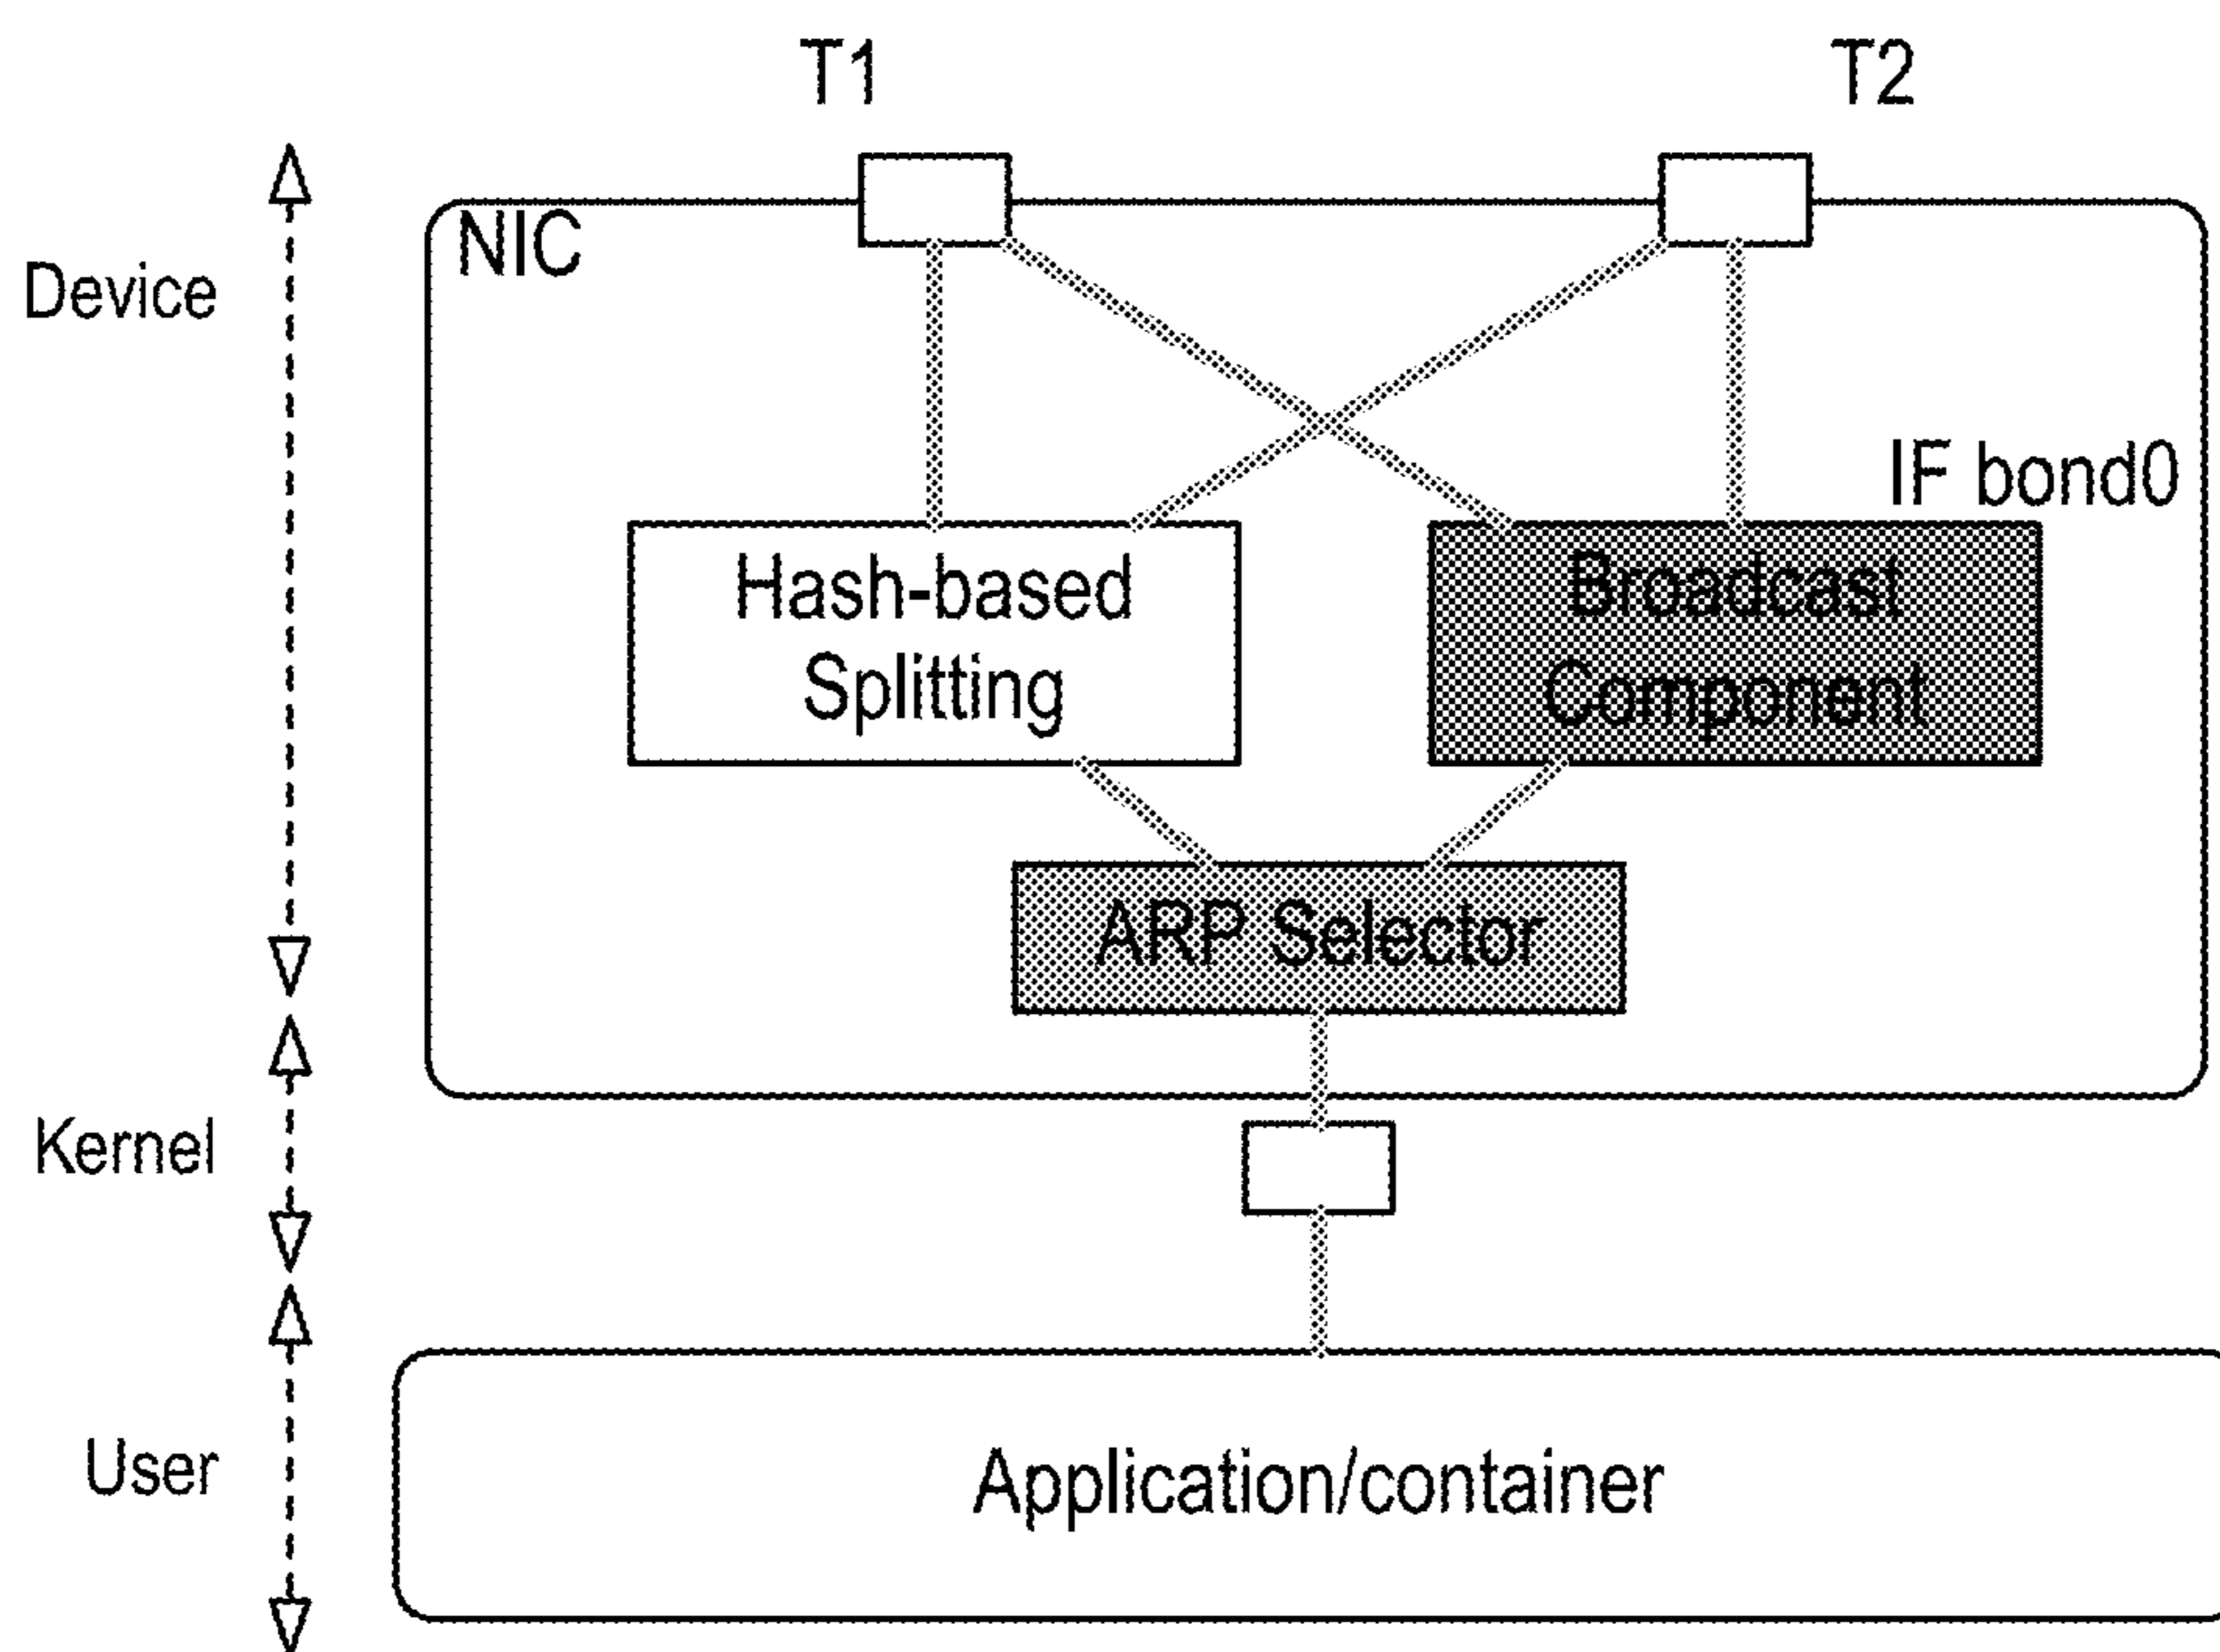 T1
T2
NIC
Device
IF bond0
Hash-based
Splitting
Broadcast
Component
ARP Selector
Kernel
User
Application/container